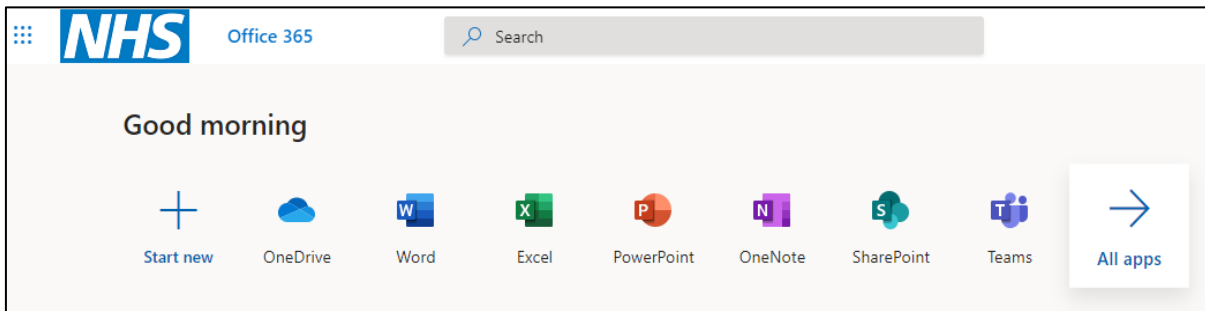 NHS Office 365 Search
Good morning
Start new OneDrive Word Excel PowerPoint OneNote SharePoint Teams All apps